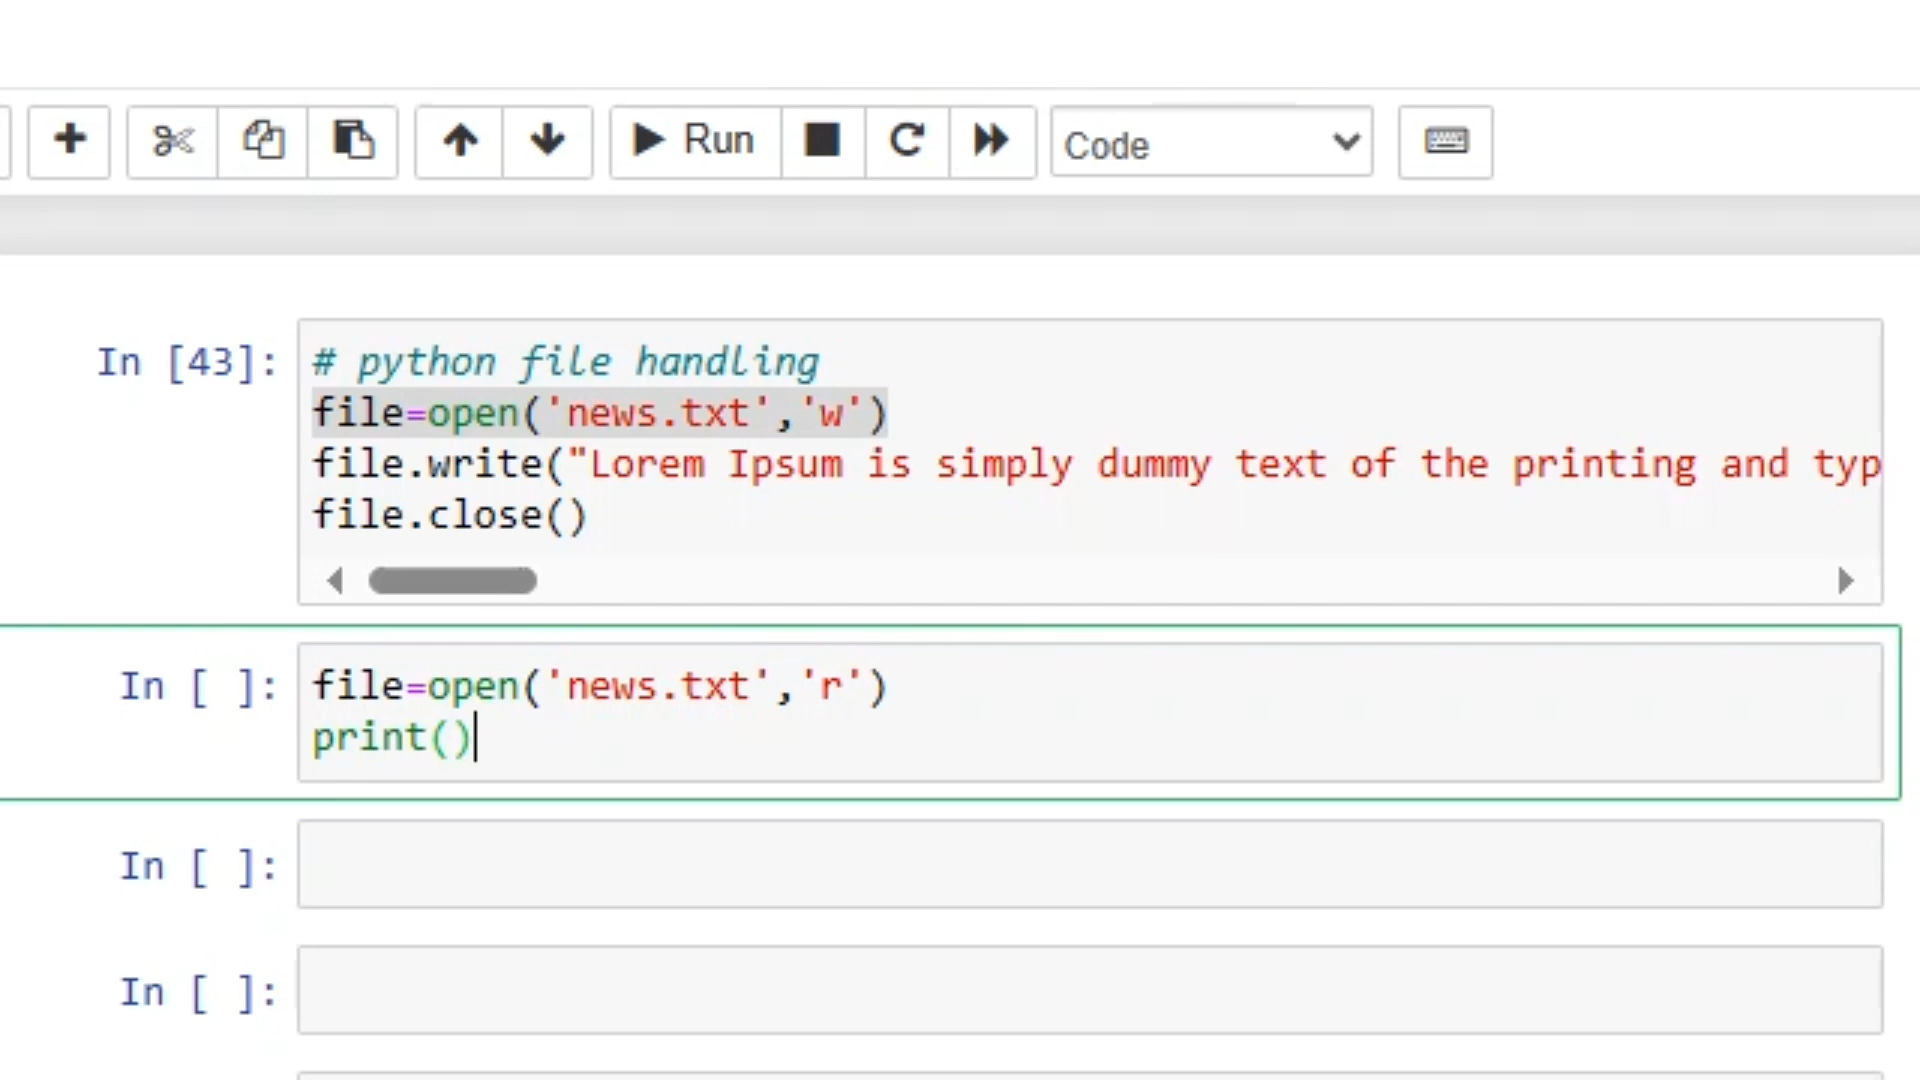 Run
Code
In [43]:
# python file handling
file=open('news.txt','w')
file.write("Lorem Ipsum is simply dummy text of the printing and typ
file.close()
In [ ]:
file=open('news.txt','r')
print()
In [ ]:
In [ ]: